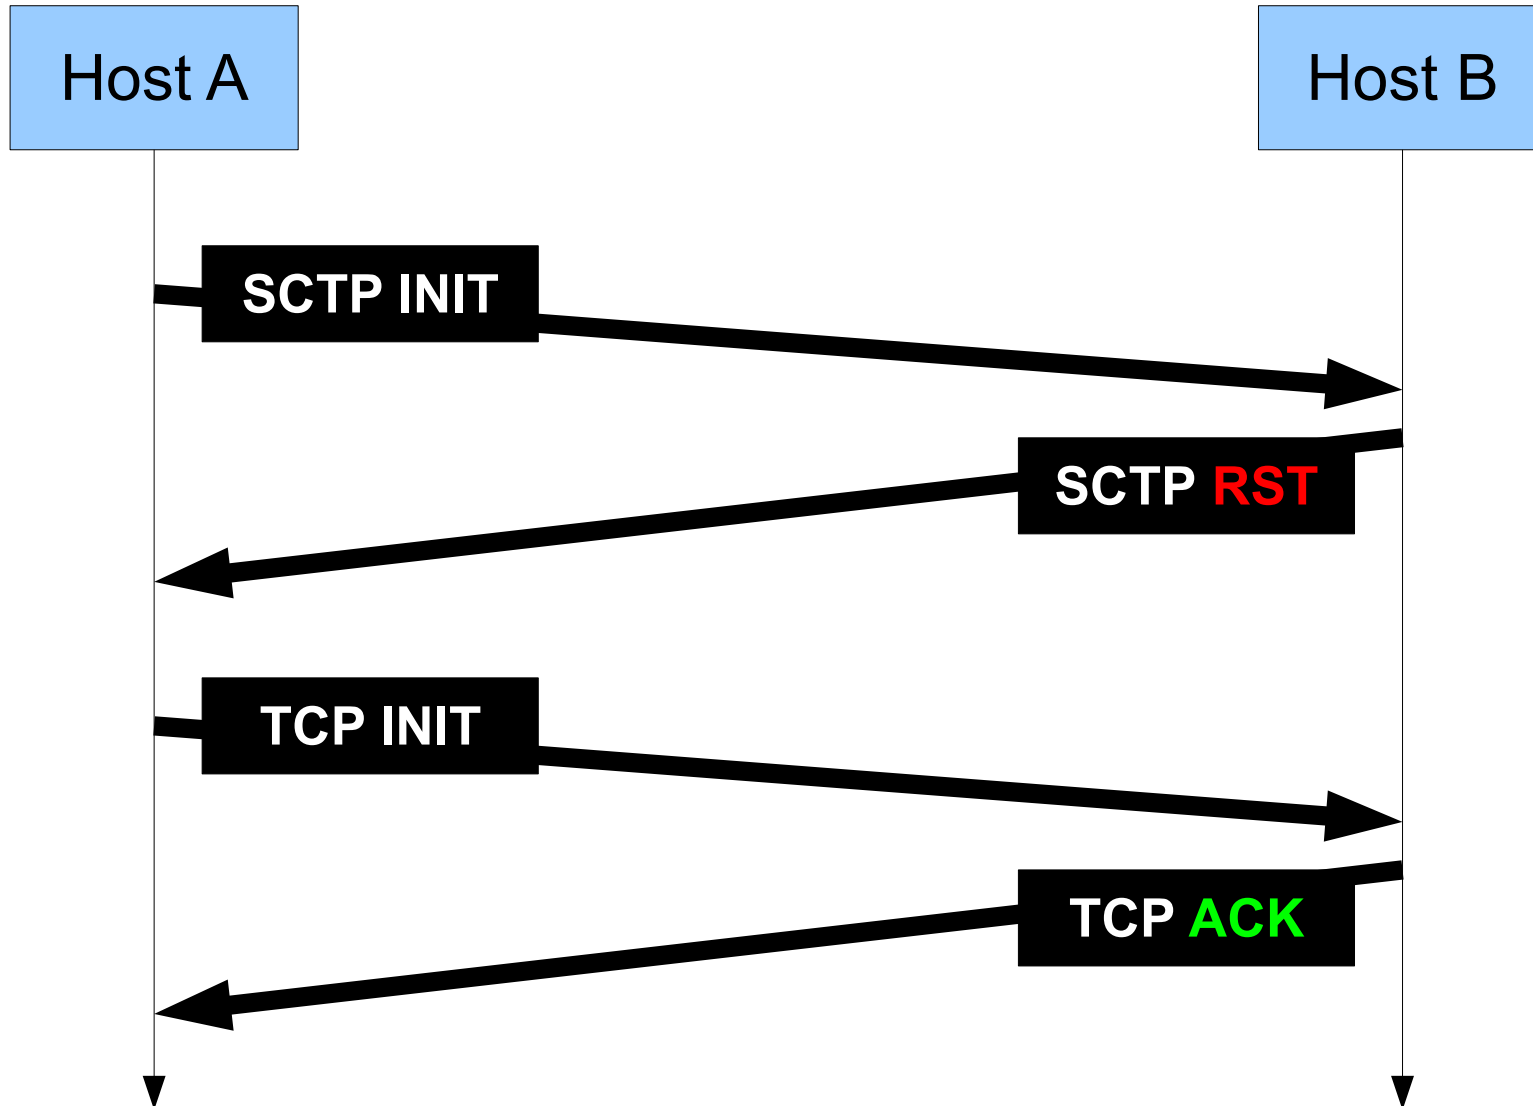 Host A
Host B
SCTP INIT
SCTP RST
TCP INIT
TCP ACK